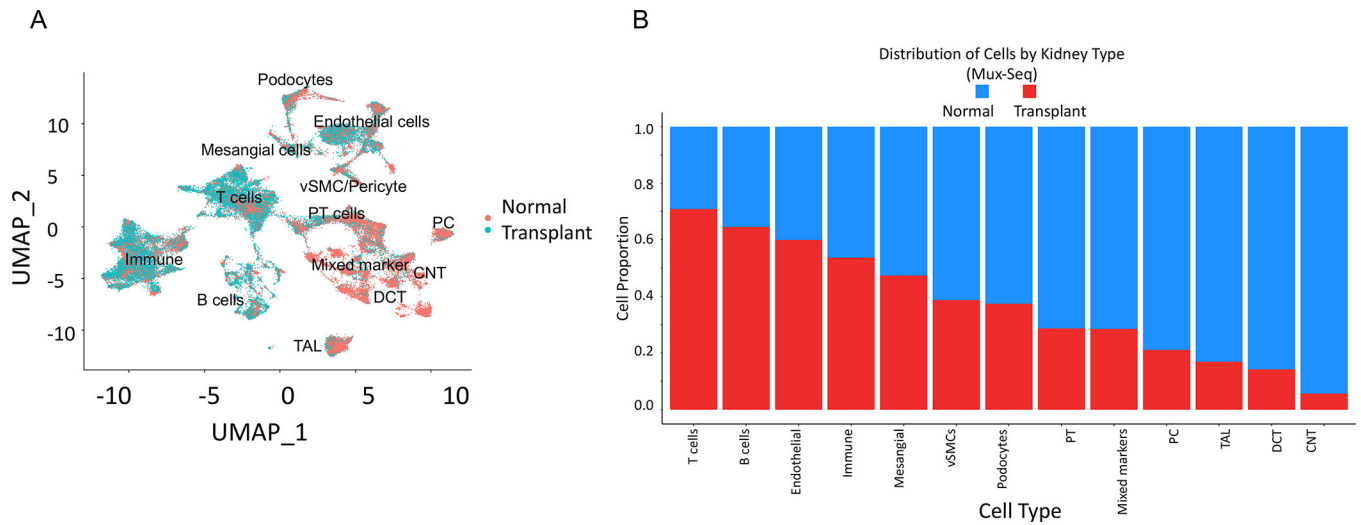 A
Podocytes
Endothelial cells
Mesangial cells
vSMC/Pericyte
T cells
PT cells
PC
Immune
Mixed marker
CNT
B cells
DCT
TAL
10
5
0
-5
-10
UMAP_2
-10 -5 0 5 10
UMAP_1
Normal
Transplant
B
Distribution of Cells by Kidney Type
(Mux-Seq)
Normal Transplant
1.0
0.8
0.6
0.4
0.2
0.0
Cell Proportion
T cells
B cells
Endothelial
Immune
Mesangial
vSMCs
Podocytes
PT
Mixed markers
PC
TAL
DCT
CNT
Cell Type